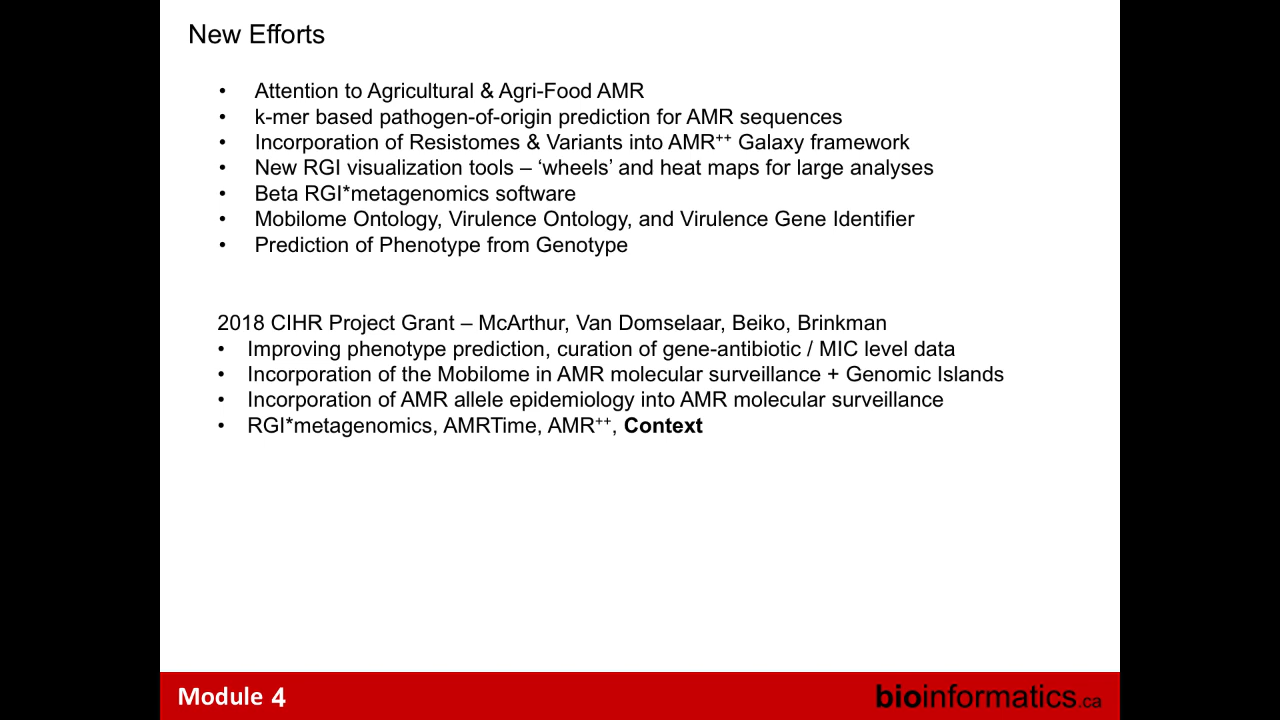 New Efforts
• Attention to Agricultural & Agri-Food AMR
• k-mer based pathogen-of-origin prediction for AMR sequences
• Incorporation of Resistomes & Variants into AMR⁺⁺ Galaxy framework
• New RGI visualization tools – ‘wheels’ and heat maps for large analyses
• Beta RGI*metagenomics software
• Mobilome Ontology, Virulence Ontology, and Virulence Gene Identifier
• Prediction of Phenotype from Genotype
2018 CIHR Project Grant – McArthur, Van Domselaar, Beiko, Brinkman
• Improving phenotype prediction, curation of gene-antibiotic / MIC level data
• Incorporation of the Mobilome in AMR molecular surveillance + Genomic Islands
• Incorporation of AMR allele epidemiology into AMR molecular surveillance
• RGI*metagenomics, AMRTime, AMR⁺⁺, Context
Module 4
bioinformatics.ca